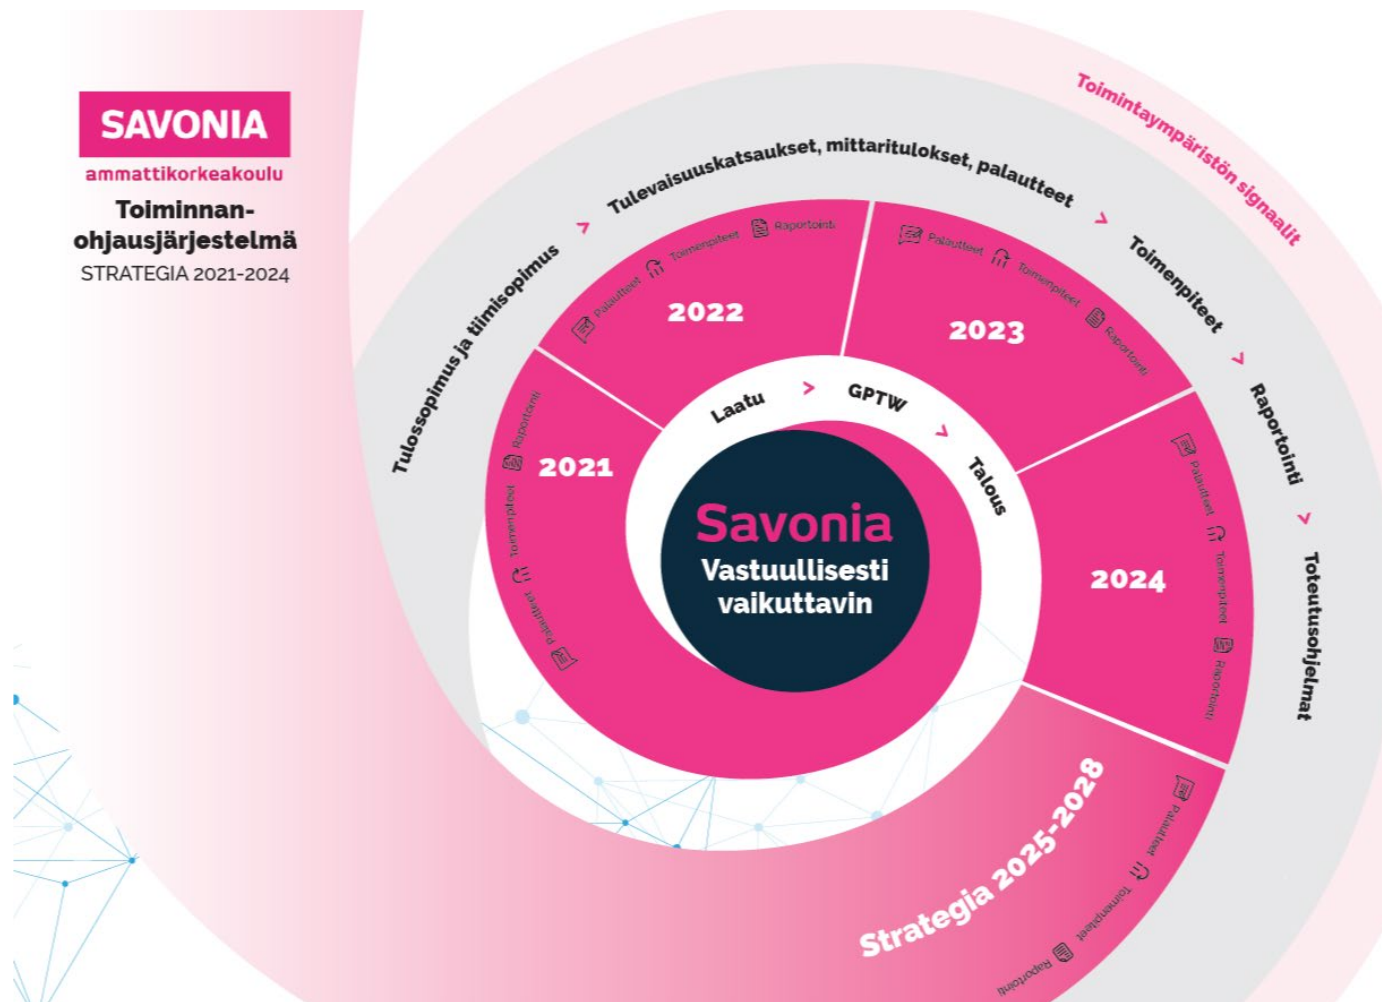 SAVONIA
ammattikorkeakoulu
Toiminnan-
ohjausjärjestelmä
STRATEGIA 2021-2024
Toimintaympäristön signaalit
Tulossopimus ja tiimisopimus > Tulevaisuuskatsaukset, mittaritulokset, palautteet > Toimenpiteet > Raportointi > Toteutusohjelmat
2021
Palautteet Toimenpiteet Raportointi
2022
Palautteet Toimenpiteet Raportointi
2023
Palautteet Toimenpiteet Raportointi
2024
Palautteet Toimenpiteet Raportointi
Strategia 2025-2028
Palautteet Toimenpiteet Raportointi
Laatu > GPTW > Talous
Savonia
Vastuullisesti
vaikuttavin